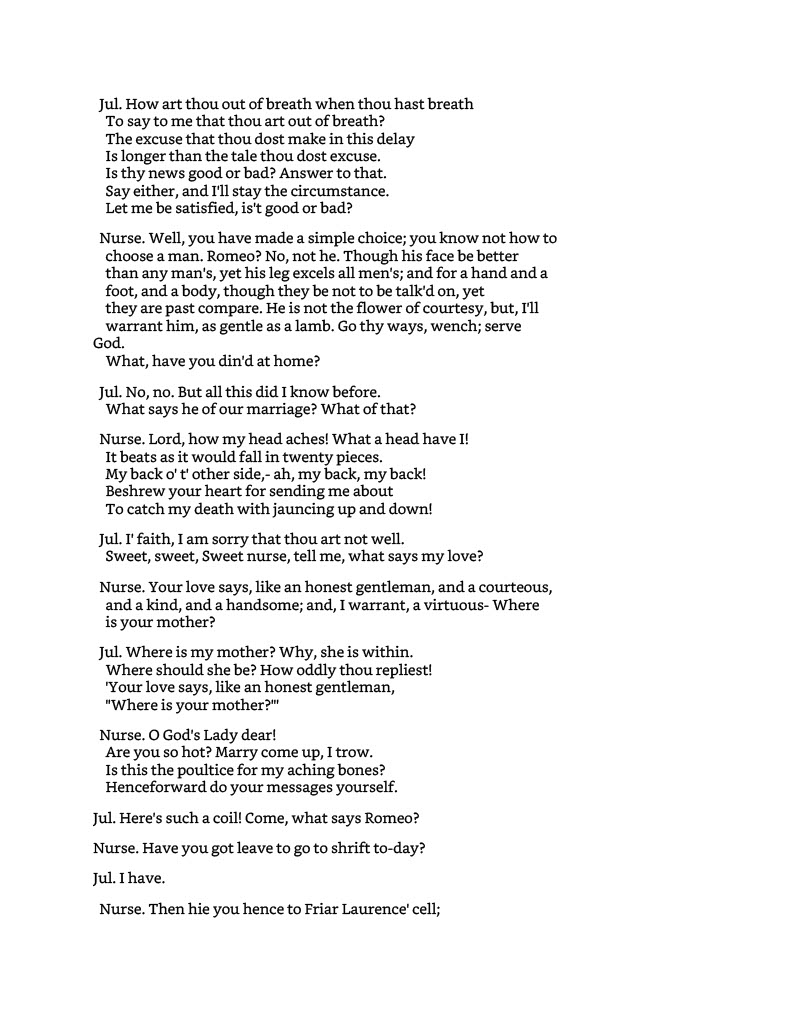 Jul. How art thou out of breath when thou hast breath
To say to me that thou art out of breath?
The excuse that thou dost make in this delay
Is longer than the tale thou dost excuse.
Is thy news good or bad? Answer to that.
Say either, and I'll stay the circumstance.
Let me be satisfied, is't good or bad?
Nurse. Well, you have made a simple choice; you know not how to
choose a man. Romeo? No, not he. Though his face be better
than any man's, yet his leg excels all men's; and for a hand and a
foot, and a body, though they be not to be talk'd on, yet
they are past compare. He is not the flower of courtesy, but, I'll
warrant him, as gentle as a lamb. Go thy ways, wench; serve
God.
What, have you din'd at home?
Jul. No, no. But all this did I know before.
What says he of our marriage? What of that?
Nurse. Lord, how my head aches! What a head have I!
It beats as it would fall in twenty pieces.
My back o' t' other side,- ah, my back, my back!
Beshrew your heart for sending me about
To catch my death with jauncing up and down!
Jul. I' faith, I am sorry that thou art not well.
Sweet, sweet, Sweet nurse, tell me, what says my love?
Nurse. Your love says, like an honest gentleman, and a courteous,
and a kind, and a handsome; and, I warrant, a virtuous- Where
is your mother?
Jul. Where is my mother? Why, she is within.
Where should she be? How oddly thou repliest!
'Your love says, like an honest gentleman,
"Where is your mother?"'
Nurse. O God's Lady dear!
Are you so hot? Marry come up, I trow.
Is this the poultice for my aching bones?
Henceforward do your messages yourself.
Jul. Here's such a coil! Come, what says Romeo?
Nurse. Have you got leave to go to shrift to-day?
Jul. I have.
Nurse. Then hie you hence to Friar Laurence' cell;